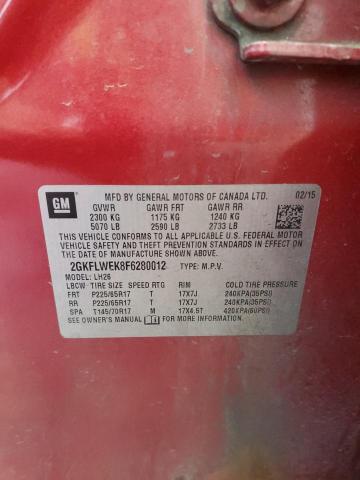 GM
MFD BY GENERAL MOTORS OF CANADA LTD. 02/15
GVWR GAWR FRT GAWR RR
2300 KG 1175 KG 1240 KG
5070 LB 2590 LB 2733 LB
THIS VEHICLE CONFORMS TO ALL APPLICABLE U.S. FEDERAL MOTOR
VEHICLE SAFETY AND THEFT PREVENTION STANDARDS IN EFFECT ON
THE DATE OF MANUFACTURE SHOWN ABOVE.
2GKFLWEK8F6280012 TYPE: M.P.V.
MODEL: LH26
LBCW TIRE SIZE SPEED RTG RIM COLD TIRE PRESSURE
FRT P225/65R17 T 17X7J 240KPA(35PSI)
RR P225/65R17 T 17X7J 240KPA(35PSI)
SPA T145/70R17 M 17X4.5T 420KPA(60PSI)
SEE OWNER'S MANUAL FOR MORE INFORMATION.